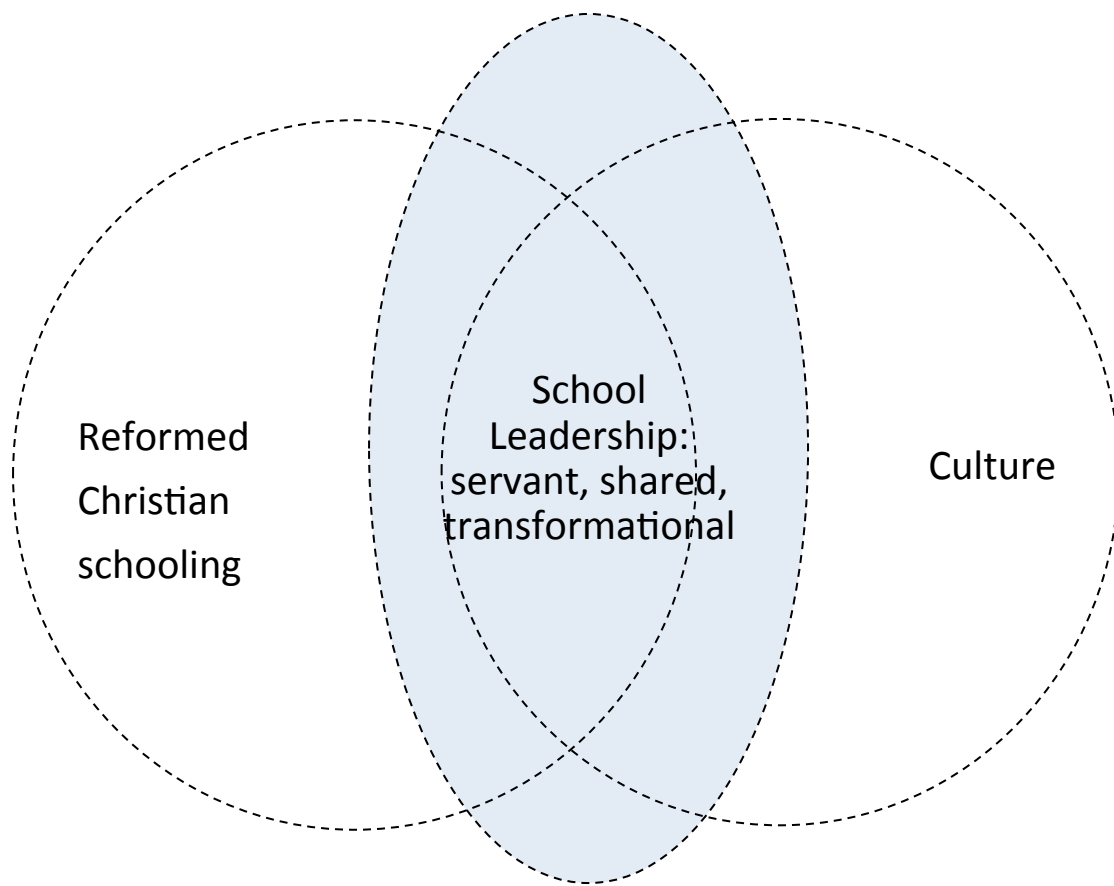 Reformed
Christian
schooling
School
Leadership:
servant, shared,
transformational
Culture